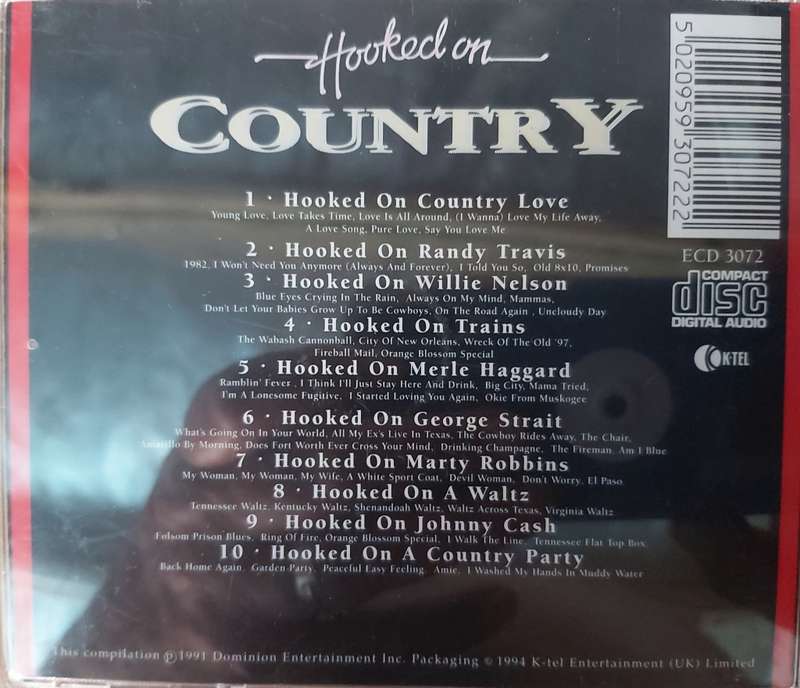 Hooked on
COUNTRY
5 020959 307222
ECD 3072
COMPACT
disc
DIGITAL AUDIO
K-TEL
1 · Hooked On Country Love
Young Love, Love Takes Time, Love Is All Around, (I Wanna) Love My Life Away,
A Love Song, Pure Love, Say You Love Me
2 · Hooked On Randy Travis
1982, I Won't Need You Anymore (Always And Forever), I Told You So, Old 8x10, Promises
3 · Hooked On Willie Nelson
Blue Eyes Crying In The Rain, Always On My Mind, Mammas,
Don't Let Your Babies Grow Up To Be Cowboys, On The Road Again , Uncloudy Day
4 · Hooked On Trains
The Wabash Cannonball, City Of New Orleans, Wreck Of The Old '97,
Fireball Mail, Orange Blossom Special
5 · Hooked On Merle Haggard
Ramblin' Fever , I Think I'll Just Stay Here And Drink, Big City, Mama Tried,
I'm A Lonesome Fugitive, I Started Loving You Again, Okie From Muskogee
6 · Hooked On George Strait
What's Going On In Your World, All My Ex's Live In Texas, The Cowboy Rides Away, The Chair,
Amarillo By Morning, Does Fort Worth Ever Cross Your Mind, Drinking Champagne, The Fireman, Am I Blue
7 · Hooked On Marty Robbins
My Woman, My Woman, My Wife, A White Sport Coat, Devil Woman, Don't Worry, El Paso
8 · Hooked On A Waltz
Tennessee Waltz, Kentucky Waltz, Shenandoah Waltz, Waltz Across Texas, Virginia Waltz
9 · Hooked On Johnny Cash
Folsom Prison Blues, Ring Of Fire, Orange Blossom Special, I Walk The Line, Tennessee Flat Top Box
10 · Hooked On A Country Party
Back Home Again, Garden Party, Peaceful Easy Feeling, Amie, I Washed My Hands In Muddy Water
This compilation ℗1991 Dominion Entertainment Inc. Packaging © 1994 K-tel Entertainment (UK) Limited